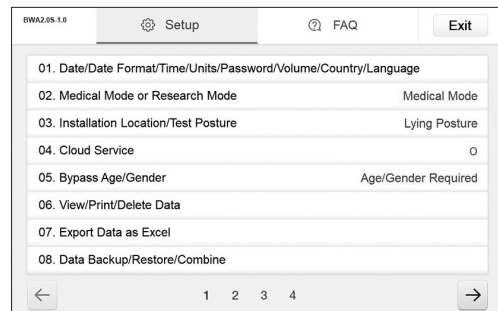 BWA2.0S-1.0
Setup
FAQ
Exit
01. Date/Date Format/Time/Units/Password/Volume/Country/Language
02. Medical Mode or Research Mode Medical Mode
03. Installation Location/Test Posture Lying Posture
04. Cloud Service O
05. Bypass Age/Gender Age/Gender Required
06. View/Print/Delete Data
07. Export Data as Excel
08. Data Backup/Restore/Combine
1 2 3 4